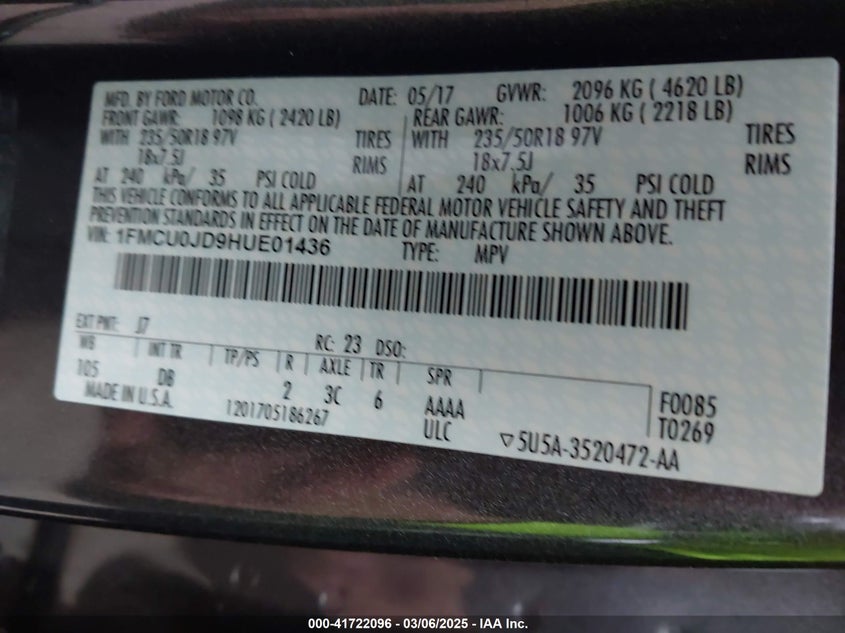 MFD. BY FORD MOTOR CO. DATE: 05/17 GVWR: 2096 KG ( 4620 LB)
FRONT GAWR: 1098 KG ( 2420 LB) REAR GAWR: 1006 KG ( 2218 LB)
WITH 235/50R18 97V TIRES WITH 235/50R18 97V TIRES
18x7.5J RIMS 18x7.5J RIMS
AT 240 kPa/ 35 PSI COLD AT 240 kPa/ 35 PSI COLD
THIS VEHICLE CONFORMS TO ALL APPLICABLE FEDERAL MOTOR VEHICLE SAFETY AND THEFT
PREVENTION STANDARDS IN EFFECT ON THE DATE OF MANUFACTURE SHOWN ABOVE.
VIN: 1FMCU0JD9HUE01436 TYPE: MPV
EXT PNT: J7 RC: 23 DSO:
WB INT TR TP/PS R AXLE TR SPR
105 DB 2 3C 6 AAAA F0085
MADE IN U.S.A. 1201705186267 ULC T0269
▽5U5A-3520472-AA
000-41722096 - 03/06/2025 - IAA Inc.